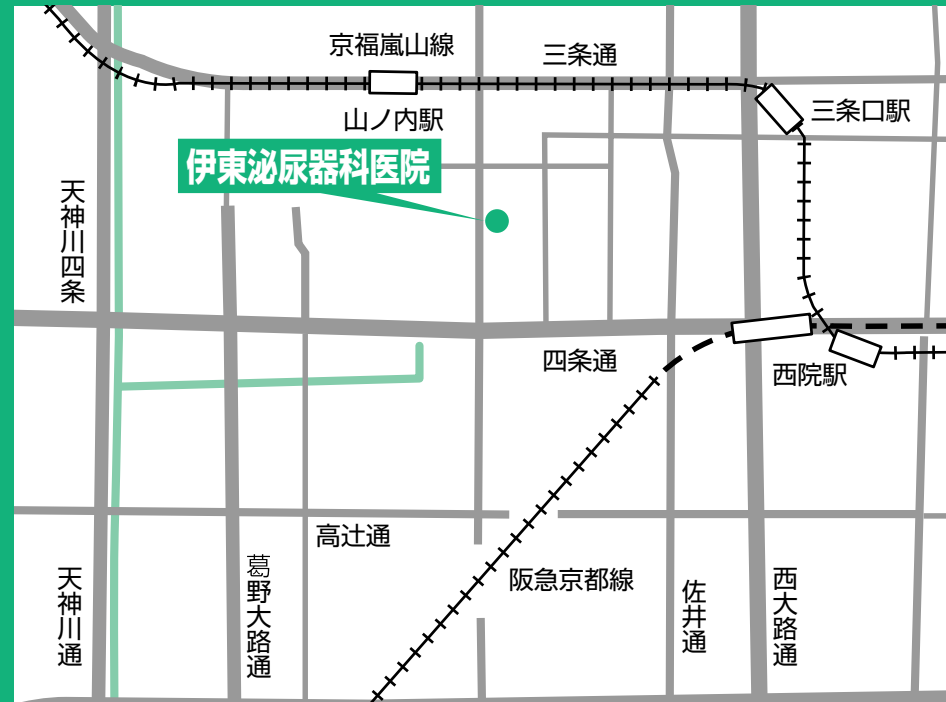 京福嵐山線
三条通
三条口駅
山ノ内駅
伊東泌尿器科医院
天神川四条
四条通
西院駅
高辻通
葛野大路通
天神川通
阪急京都線
佐井通
西大路通